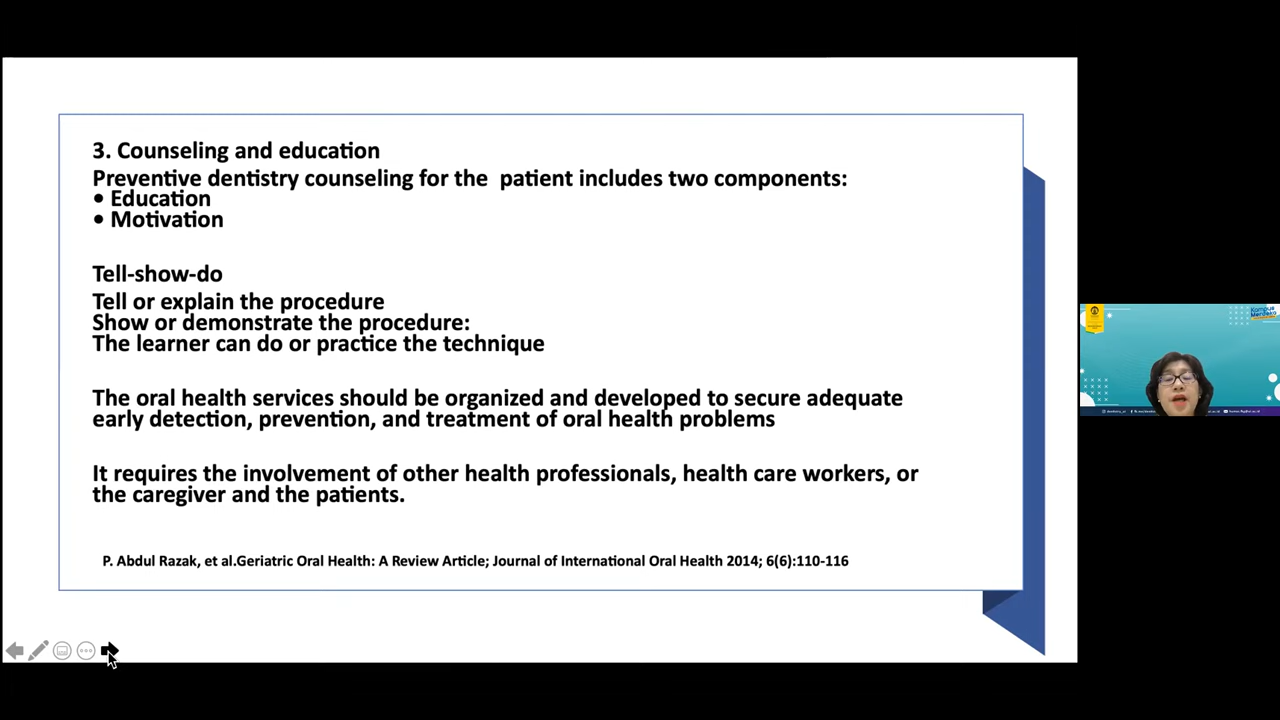 3. Counseling and education
Preventive dentistry counseling for the patient includes two components:
• Education
• Motivation
Tell-show-do
Tell or explain the procedure
Show or demonstrate the procedure:
The learner can do or practice the technique
The oral health services should be organized and developed to secure adequate
early detection, prevention, and treatment of oral health problems
It requires the involvement of other health professionals, health care workers, or
the caregiver and the patients.
P. Abdul Razak, et al.Geriatric Oral Health: A Review Article; Journal of International Oral Health 2014; 6(6):110-116
Kampus
Merdeka